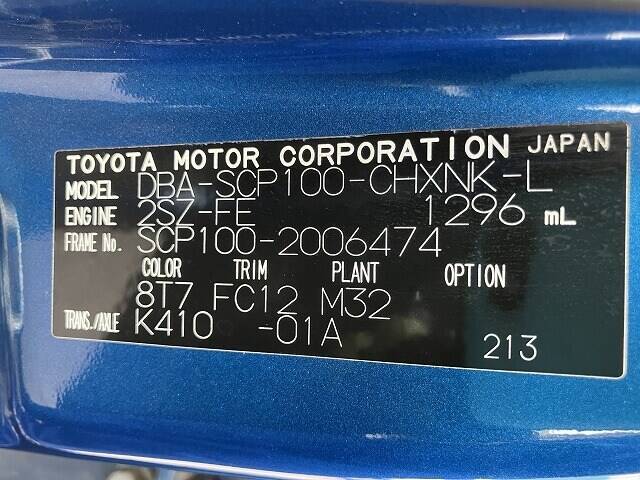 TOYOTA MOTOR CORPORATION JAPAN
MODEL DBA-SCP100-CHXNK-L
ENGINE 2SZ-FE 1296 mL
FRAME No. SCP100-2006474
COLOR TRIM PLANT OPTION
8T7 FC12 M32
TRANS./AXLE K410 -01A
213